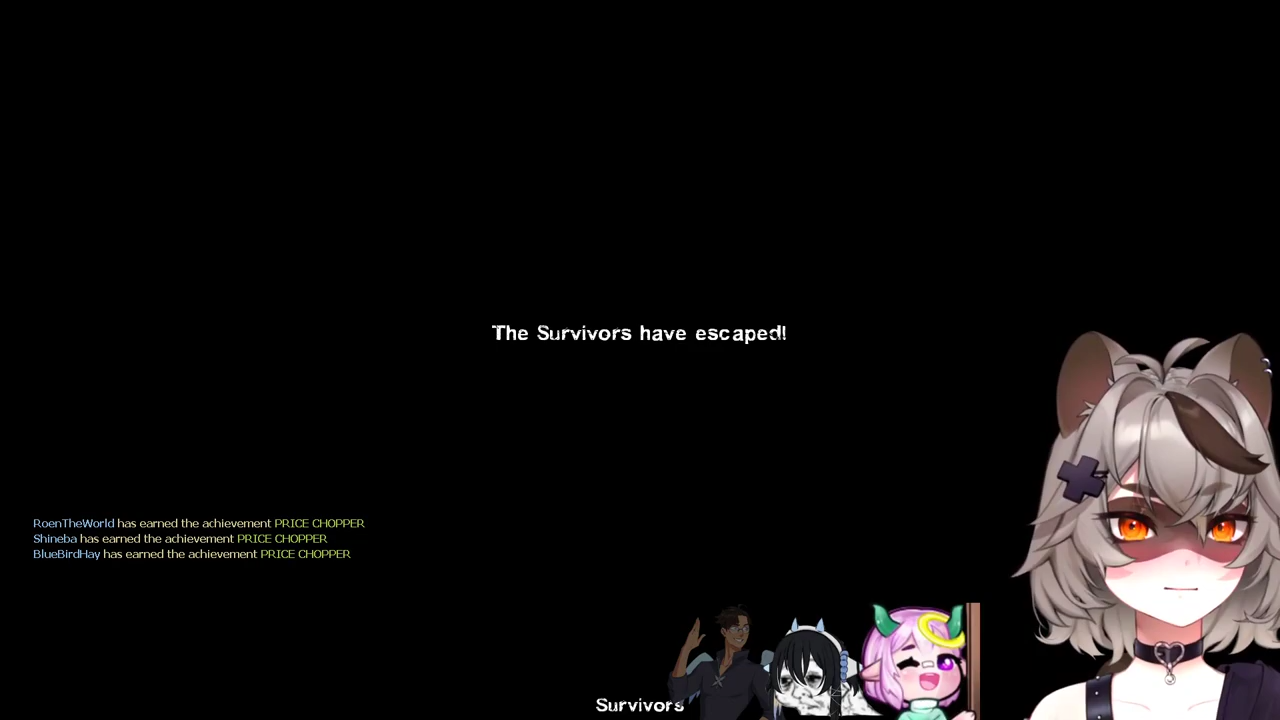 The Survivors have escaped!
RoenTheWorld has earned the achievement PRICE CHOPPER
Shineba has earned the achievement PRICE CHOPPER
BlueBirdHay has earned the achievement PRICE CHOPPER
Survivors